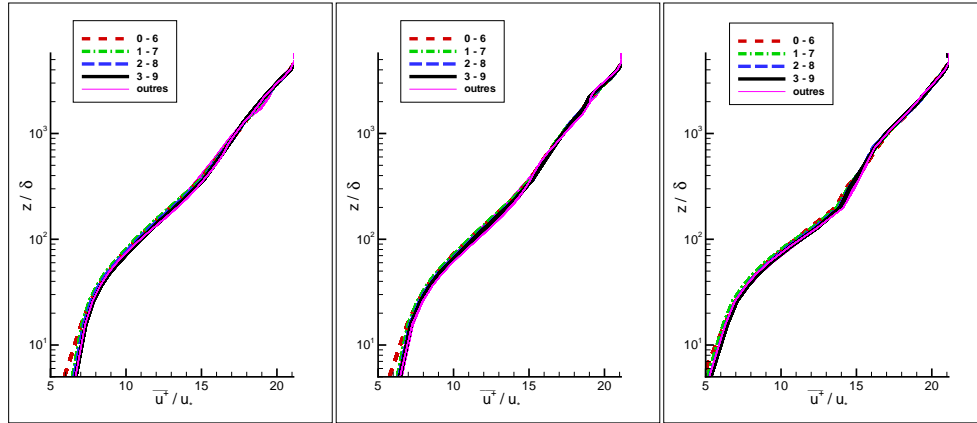 0 - 6
1 - 7
2 - 8
3 - 9
outres
z / δ
10³
10²
10¹
5
10
15
20
u⁺ / u*
0 - 6
1 - 7
2 - 8
3 - 9
outres
z / δ
10³
10²
10¹
5
10
15
20
u⁺ / u*
0 - 6
1 - 7
2 - 8
3 - 9
outres
z / δ
10³
10²
10¹
5
10
15
20
u⁺ / u*